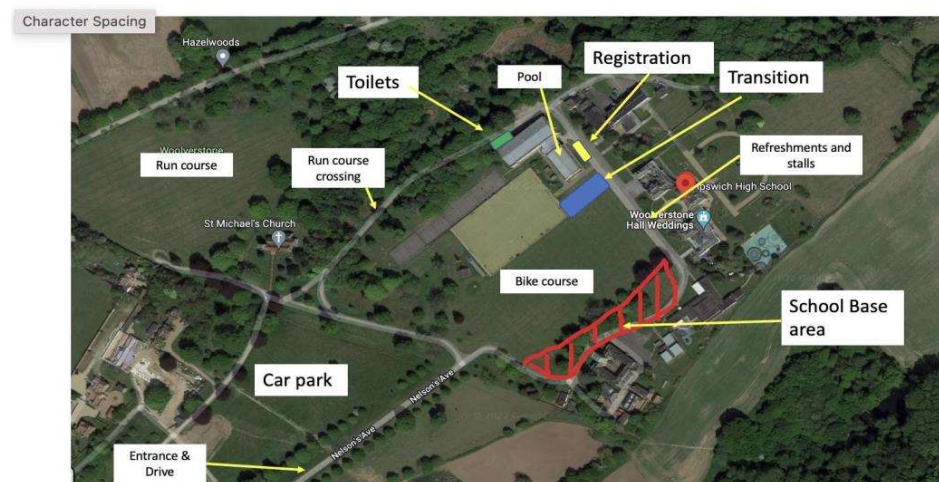 Character Spacing
Hazelwoods
Toilets
Pool
Registration
Transition
Woolverstone
Run course
Run course
crossing
Refreshments and
stalls
Ipswich High School
St Michael's Church
Woolverstone
Hall Weddings
Bike course
School Base
area
Car park
Nelson's Ave
Nelson's Ave
Entrance &
Drive